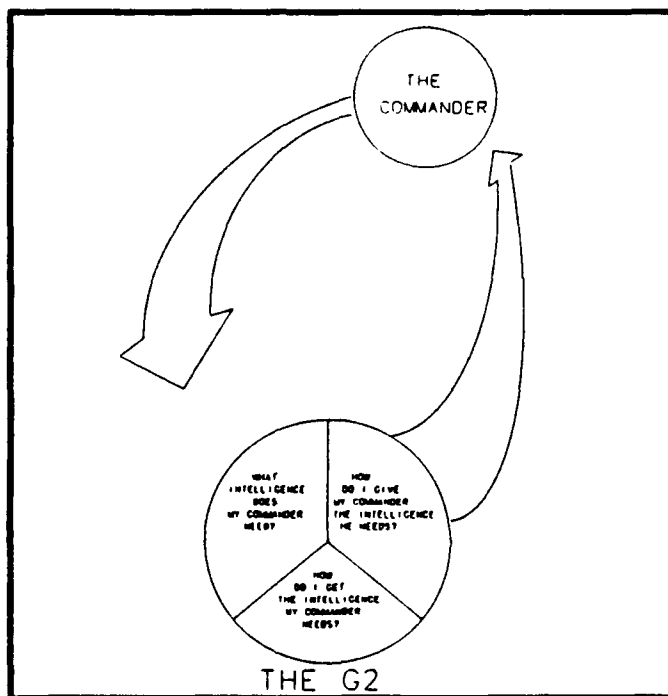 THE
COMMANDER
WHAT
INTELLIGENCE
DOES
MY COMMANDER
NEED?
HOW
DO I GIVE
MY COMMANDER
THE INTELLIGENCE
HE NEEDS?
HOW
DO I GET
THE INTELLIGENCE
MY COMMANDER
NEEDS?
THE G2